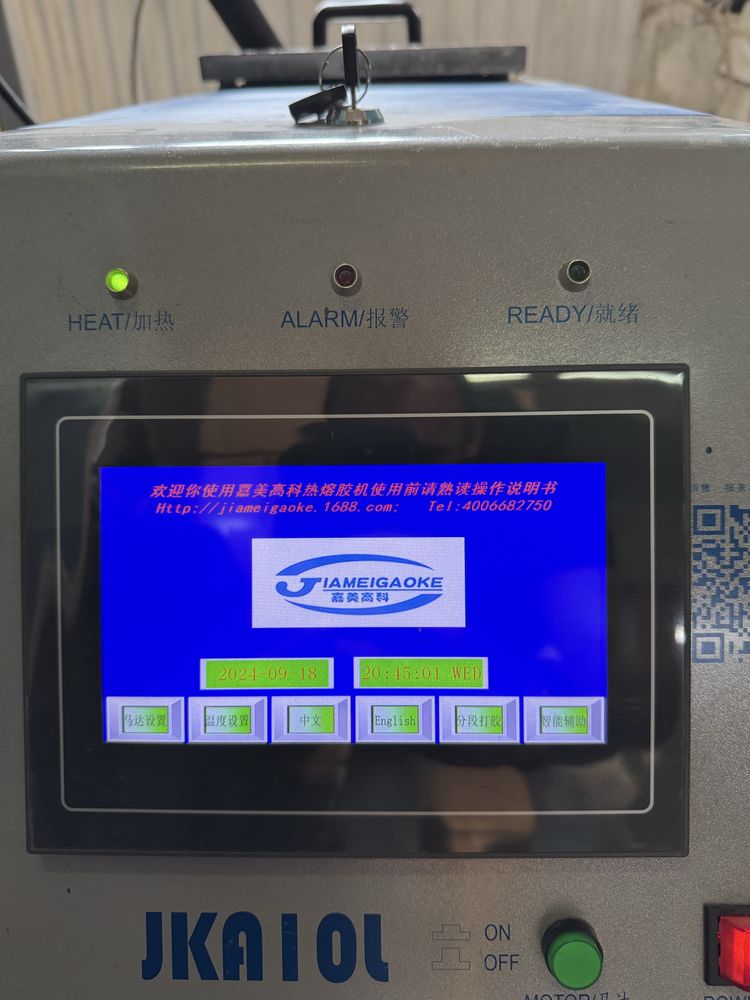 HEAT/加热
ALARM/报警
READY/就绪
欢迎你使用嘉美高科热熔胶机使用前请熟读操作说明书
Http://jiameigaoke.1688.com; Tel:4006682750
JIAMEIGAOKE
嘉美高科
2024-09-18 20:45:01 WED
马达设置 温度设置 中文 English 分段打胶 智能辅助
JKA10L
ON
OFF